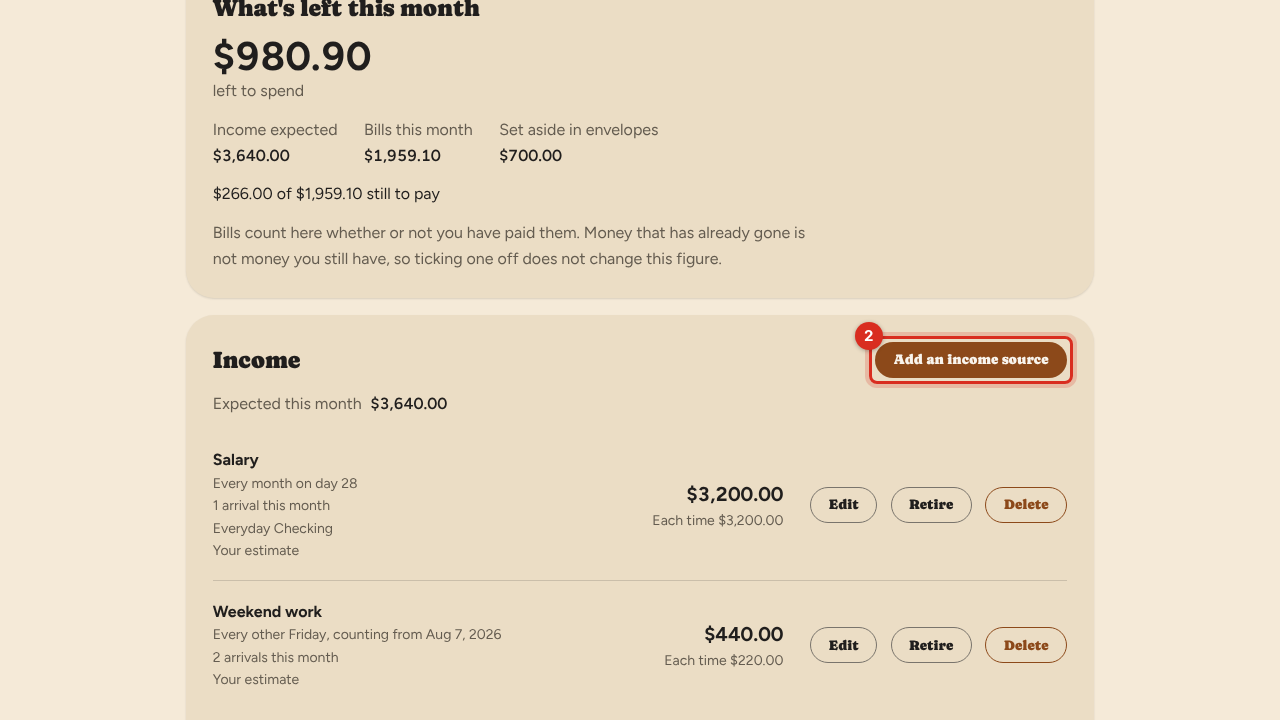 What's left this month
$980.90
left to spend
Income expected
$3,640.00
Bills this month
$1,959.10
Set aside in envelopes
$700.00
$266.00 of $1,959.10 still to pay
Bills count here whether or not you have paid them. Money that has already gone is
not money you still have, so ticking one off does not change this figure.
Income
2
Add an income source
Expected this month $3,640.00
Salary
Every month on day 28
1 arrival this month
Everyday Checking
Your estimate
$3,200.00
Each time $3,200.00
Edit
Retire
Delete
Weekend work
Every other Friday, counting from Aug 7, 2026
2 arrivals this month
Your estimate
$440.00
Each time $220.00
Edit
Retire
Delete